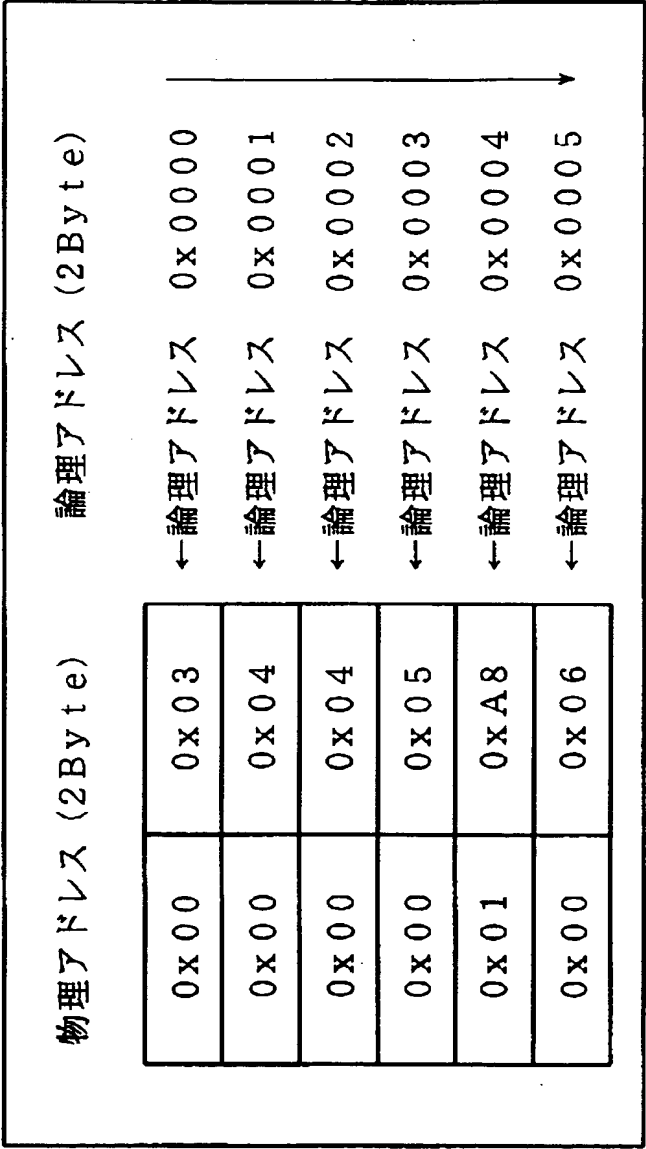 物理アドレス (2Byte) 論理アドレス (2Byte)
0x00 0x03 ←論理アドレス 0x0000
0x00 0x04 ←論理アドレス 0x0001
0x00 0x04 ←論理アドレス 0x0002
0x00 0x05 ←論理アドレス 0x0003
0x01 0xA8 ←論理アドレス 0x0004
0x00 0x06 ←論理アドレス 0x0005